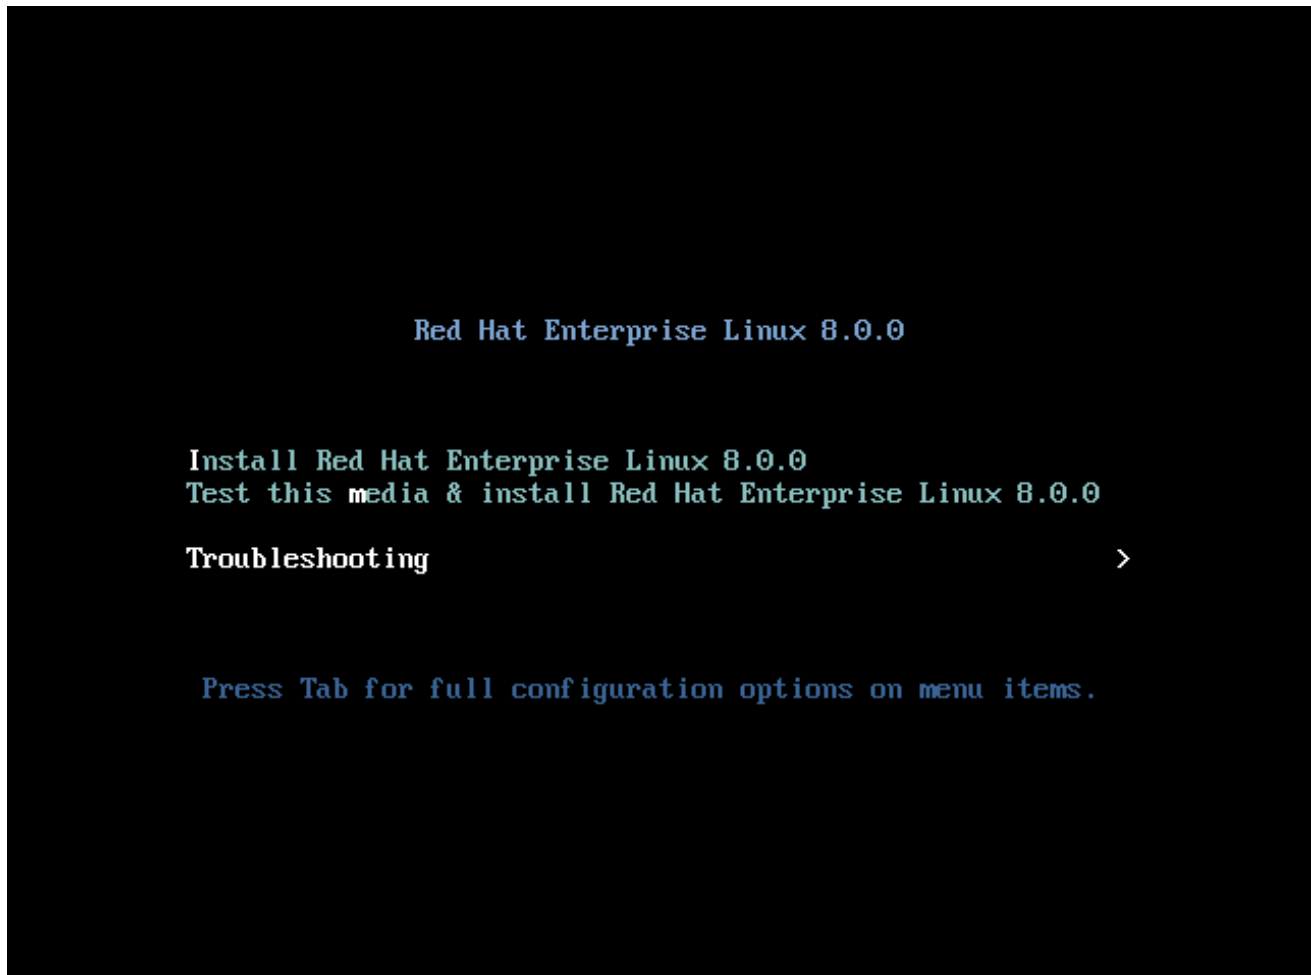 Red Hat Enterprise Linux 8.0.0
Install Red Hat Enterprise Linux 8.0.0
Test this media & install Red Hat Enterprise Linux 8.0.0
Troubleshooting >
Press Tab for full configuration options on menu items.